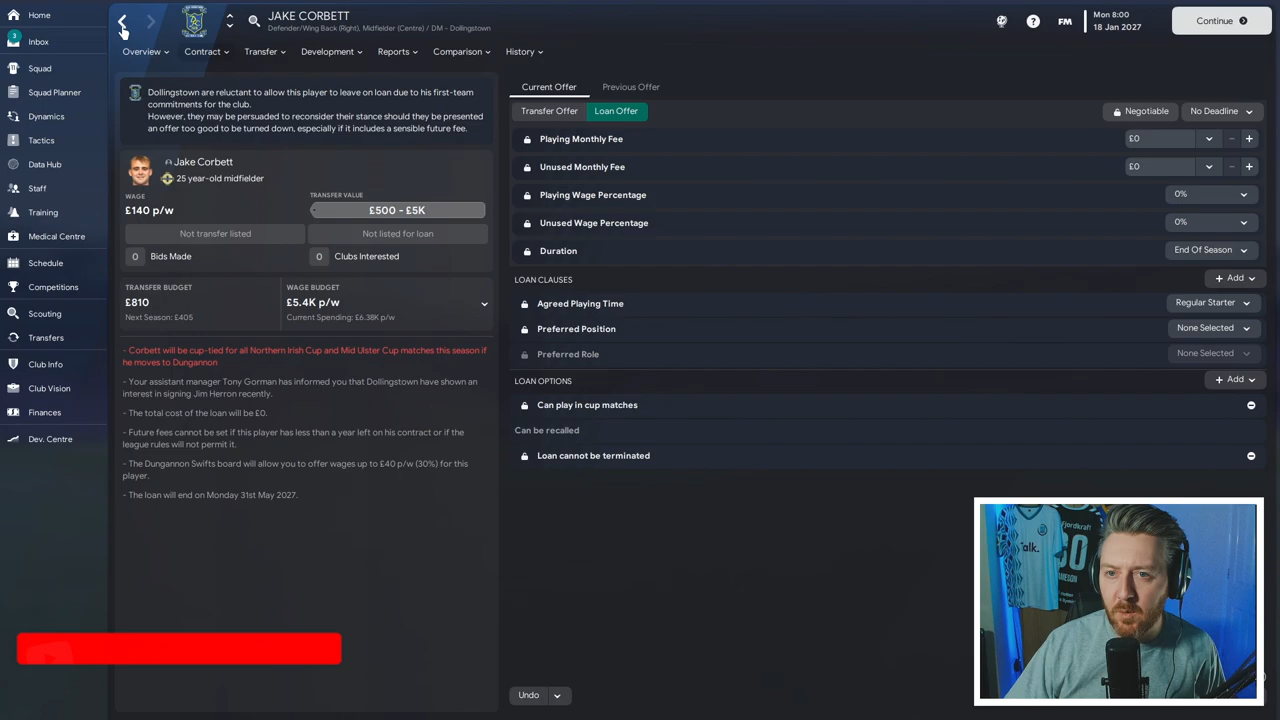 Home
3
Inbox
Squad
Squad Planner
Dynamics
Tactics
Data Hub
Staff
Training
Medical Centre
Schedule
Competitions
Scouting
Transfers
Club Info
Club Vision
Finances
Dev. Centre
JAKE CORBETT
Defender/Wing Back (Right), Midfielder (Centre) / DM - Dollingstown
FM
Mon 8:00
18 Jan 2027
Continue
Overview
Contract
Transfer
Development
Reports
Comparison
History
Dollingstown are reluctant to allow this player to leave on loan due to his first-team
commitments for the club.
However, they may be persuaded to reconsider their stance should they be presented
an offer too good to be turned down, especially if it includes a sensible future fee.
Jake Corbett
25 year-old midfielder
WAGE
£140 p/w
TRANSFER VALUE
£500 - £5K
Not transfer listed
Not listed for loan
0 Bids Made
0 Clubs Interested
TRANSFER BUDGET
£810
Next Season: £405
WAGE BUDGET
£5.4K p/w
Current Spending: £6.38K p/w
- Corbett will be cup-tied for all Northern Irish Cup and Mid Ulster Cup matches this season if
he moves to Dungannon
- Your assistant manager Tony Gorman has informed you that Dollingstown have shown an
interest in signing Jim Herron recently.
- The total cost of the loan will be £0.
- Future fees cannot be set if this player has less than a year left on his contract or if the
league rules will not permit it.
- The Dungannon Swifts board will allow you to offer wages up to £40 p/w (30%) for this
player.
- The loan will end on Monday 31st May 2027.
Current Offer
Previous Offer
Transfer Offer
Loan Offer
Negotiable
No Deadline
Playing Monthly Fee
£0
Unused Monthly Fee
£0
Playing Wage Percentage
0%
Unused Wage Percentage
0%
Duration
End Of Season
LOAN CLAUSES
+ Add
Agreed Playing Time
Regular Starter
Preferred Position
None Selected
Preferred Role
None Selected
LOAN OPTIONS
+ Add
Can play in cup matches
Can be recalled
Loan cannot be terminated
Undo
Talk.
fjordkraft